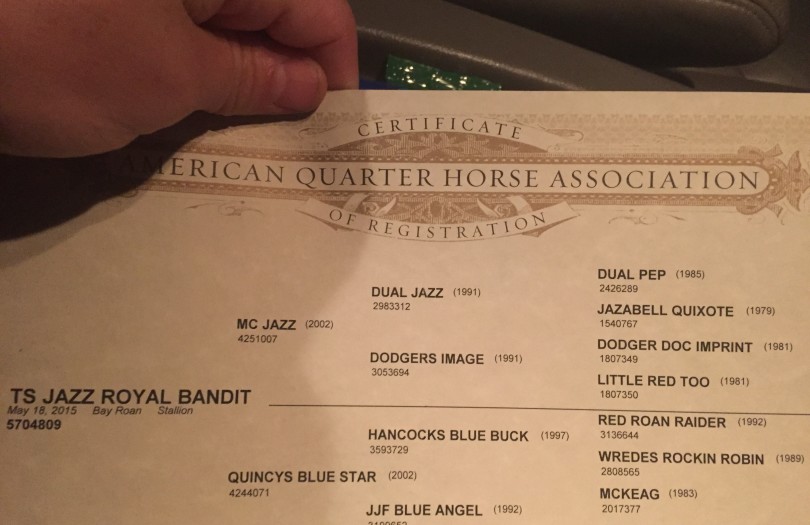 CERTIFICATE
AMERICAN QUARTER HORSE ASSOCIATION
OF REGISTRATION
DUAL PEP (1985)
2426289
DUAL JAZZ (1991)
2983312
JAZABELL QUIXOTE (1979)
1540767
MC JAZZ (2002)
4251007
DODGER DOC IMPRINT (1981)
1807349
DODGERS IMAGE (1991)
3053694
LITTLE RED TOO (1981)
1807350
TS JAZZ ROYAL BANDIT
May 18, 2015 Bay Roan Stallion
5704809
RED ROAN RAIDER (1992)
3136644
HANCOCKS BLUE BUCK (1997)
3593729
WREDES ROCKIN ROBIN (1989)
2808565
QUINCYS BLUE STAR (2002)
4244071
MCKEAG (1983)
2017377
JJF BLUE ANGEL (1992)